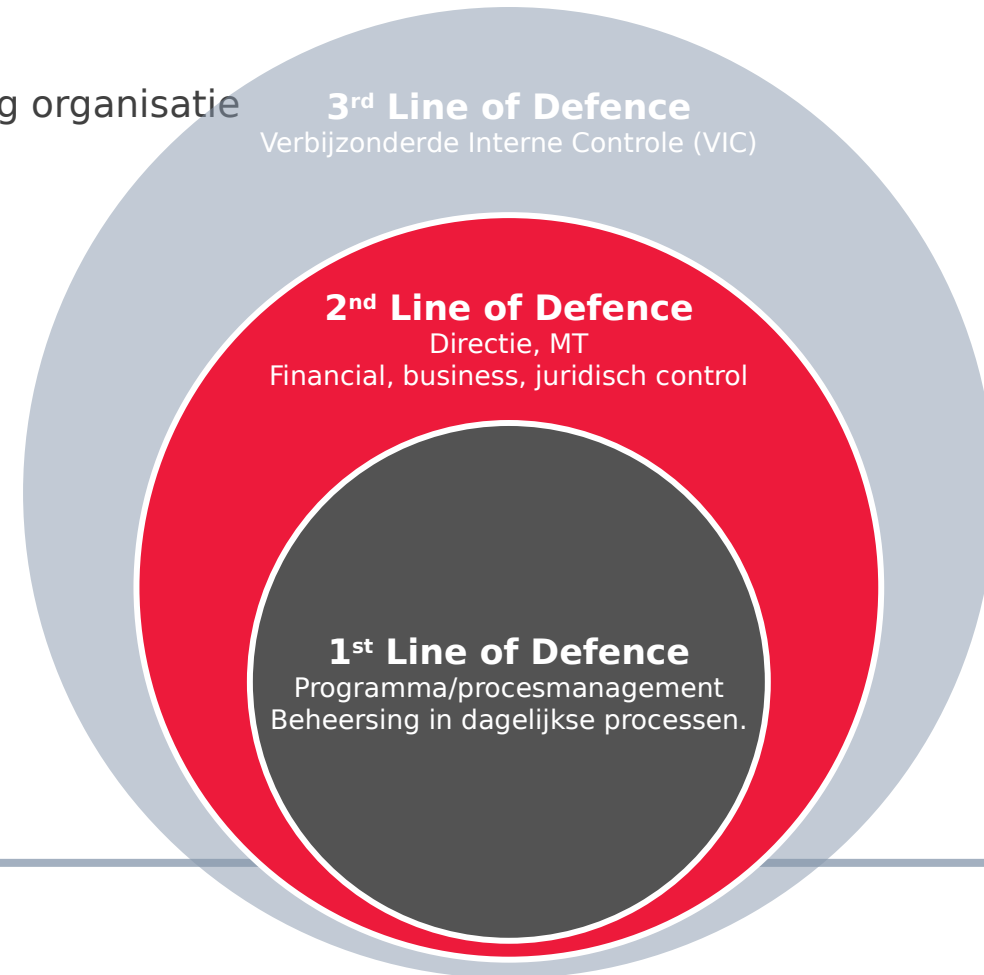 g organisatie
3rd Line of Defence
Verbijzonderde Interne Controle (VIC)
2nd Line of Defence
Directie, MT
Financial, business, juridisch control
1st Line of Defence
Programma/procesmanagement
Beheersing in dagelijkse processen.